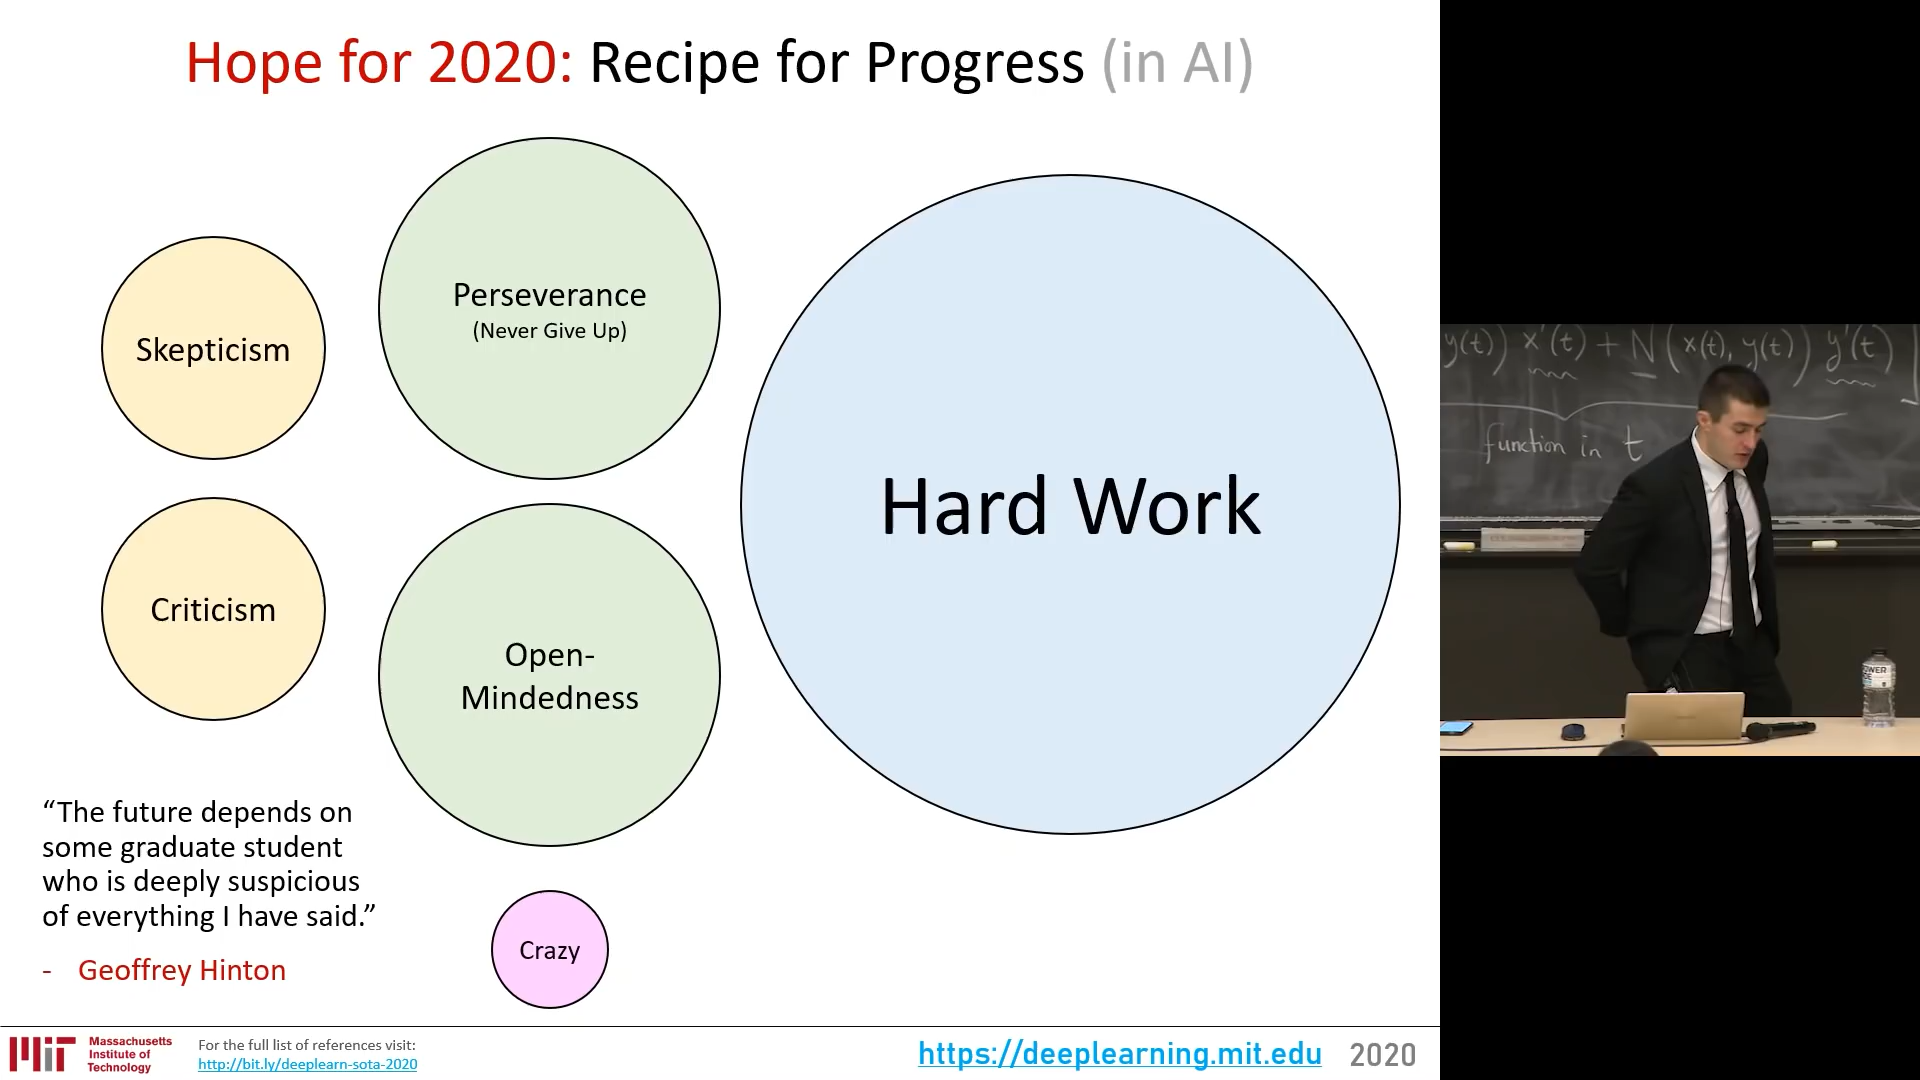 Hope for 2020: Recipe for Progress (in AI)
Skepticism
Criticism
Perseverance
(Never Give Up)
Open-
Mindedness
Crazy
Hard Work
“The future depends on
some graduate student
who is deeply suspicious
of everything I have said.”
- Geoffrey Hinton
MIT
Massachusetts
Institute of
Technology
For the full list of references visit:
http://bit.ly/deeplearn-sota-2020
https://deeplearning.mit.edu 2020
y(t)) x'(t) + N (x(t), y(t)) y'(t)
function in t